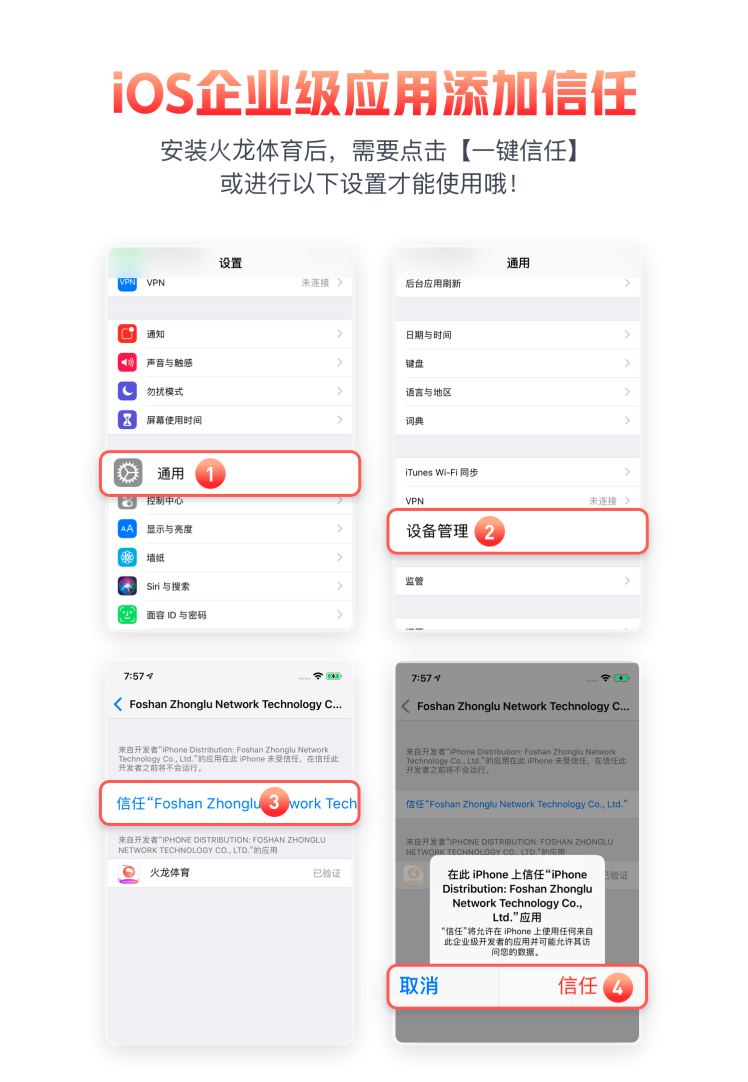 iOS企业级应用添加信任
安装火龙体育后，需要点击【一键信任】
或进行以下设置才能使用哦！
设置
VPN
VPN
未连接
通知
声音与触感
勿扰模式
屏幕使用时间
通用
1
控制中心
AA
显示与亮度
墙纸
Siri 与搜索
面容 ID 与密码
通用
后台应用刷新
日期与时间
键盘
语言与地区
词典
iTunes Wi-Fi 同步
VPN
未连接
设备管理
2
监管
7:57
Foshan Zhonglu Network Technology C...
来自开发者“iPhone Distribution: Foshan Zhonglu Network
Technology Co., Ltd.”的应用在此 iPhone 未受信任，在信任此
开发者之前将不会运行。
信任“Foshan Zhonglu
3
work Tech
来自开发者“IPHONE DISTRIBUTION: FOSHAN ZHONGLU
NETWORK TECHNOLOGY CO., LTD.”的应用
火龙体育
已验证
7:57
Foshan Zhonglu Network Technology C...
来自开发者“iPhone Distribution: Foshan Zhonglu Network
Technology Co., Ltd.”的应用在此 iPhone 未受信任，在信任此
开发者之前将不会运行。
信任“Foshan Zhonglu Network Technology Co., Ltd.”
来自开发者“IPHONE DISTRIBUTION: FOSHAN ZHONGLU
NETWORK TECHNOLOGY CO., LTD.”的应用
验证
在此 iPhone 上信任“iPhone
Distribution: Foshan Zhonglu
Network Technology Co.,
Ltd.”应用
“信任”将允许在 iPhone 上使用任何来自
此企业级开发者的应用并可能允许其访
问您的数据。
取消
信任
4